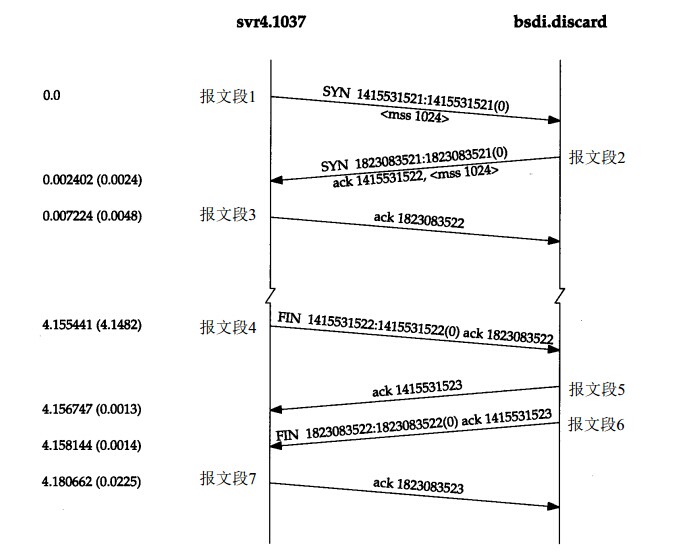 svr4.1037 bsdi.discard
0.0 报文段1 SYN 1415531521:1415531521(0)
<mss 1024>
SYN 1823083521:1823083521(0) 报文段2
0.002402 (0.0024) ack 1415531522, <mss 1024>
0.007224 (0.0048) 报文段3 ack 1823083522
FIN 1415531522:1415531522(0) ack 1823083522
4.155441 (4.1482) 报文段4
ack 1415531523 报文段5
4.156747 (0.0013)
FIN 1823083522:1823083522(0) ack 1415531523 报文段6
4.158144 (0.0014)
4.180662 (0.0225) 报文段7 ack 1823083523